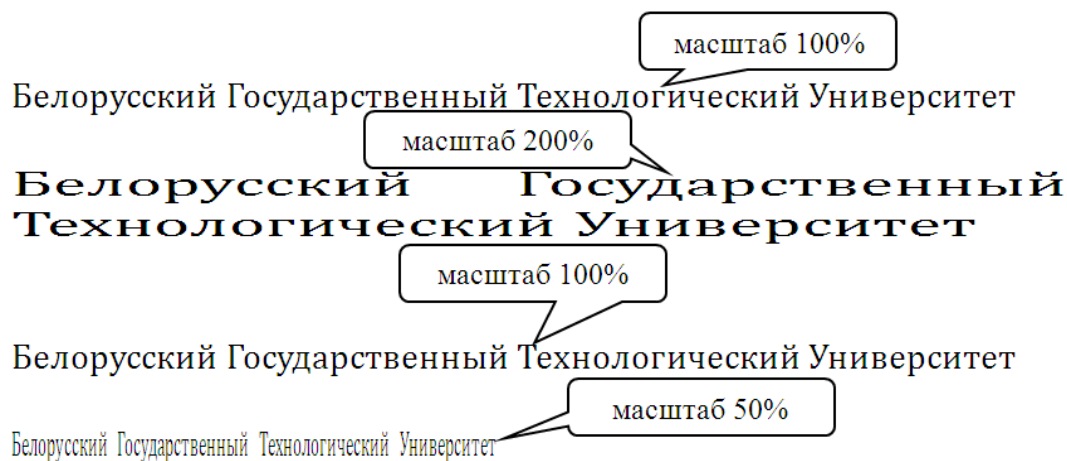 масштаб 100%
Белорусский Государственный Технологический Университет
масштаб 200%
Белорусский Государственный
Технологический Университет
масштаб 100%
Белорусский Государственный Технологический Университет
масштаб 50%
Белорусский Государственный Технологический Университет